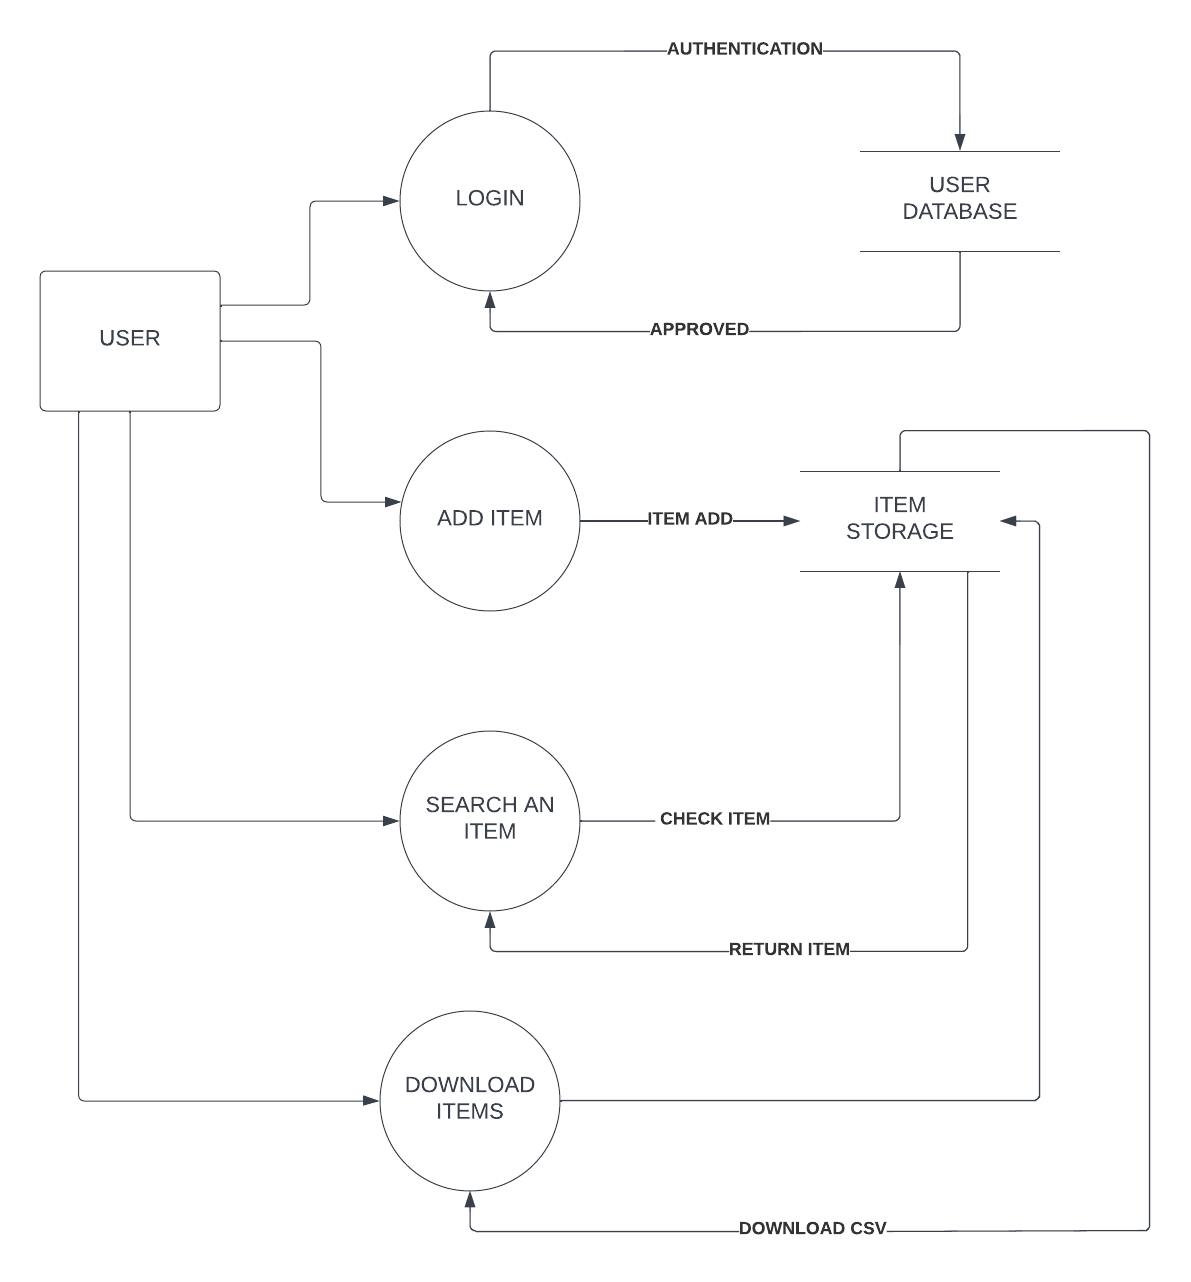 AUTHENTICATION
LOGIN
USER
DATABASE
APPROVED
USER
ADD ITEM
ITEM ADD
ITEM
STORAGE
SEARCH AN
ITEM
CHECK ITEM
RETURN ITEM
DOWNLOAD
ITEMS
DOWNLOAD CSV